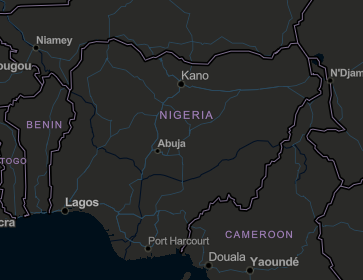 Niamey
ougou
Kano
N'Djam
NIGERIA
BENIN
Abuja
TOGO
Lagos
cra
Port Harcourt
CAMEROON
Douala
Yaoundé